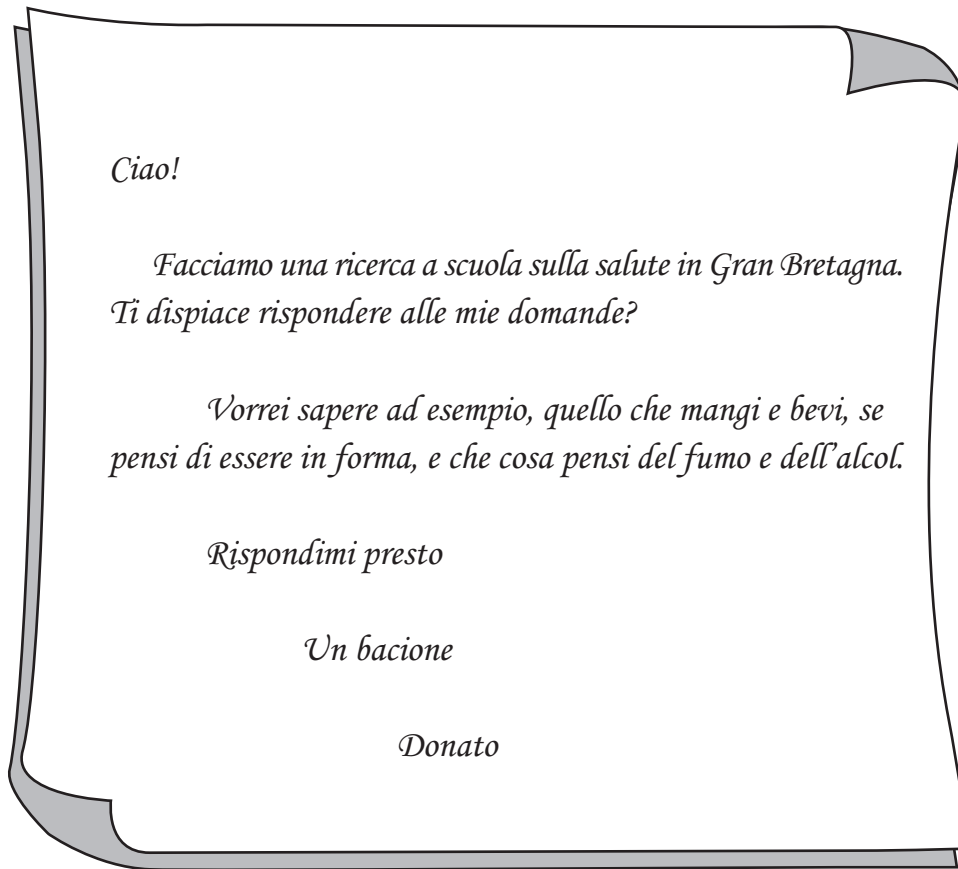 Ciao!
Facciamo una ricerca a scuola sulla salute in Gran Bretagna.
Ti dispiace rispondere alle mie domande?
Vorrei sapere ad esempio, quello che mangi e bevi, se
pensi di essere in forma, e che cosa pensi del fumo e dell'alcol.
Rispondimi presto
Un bacione
Donato